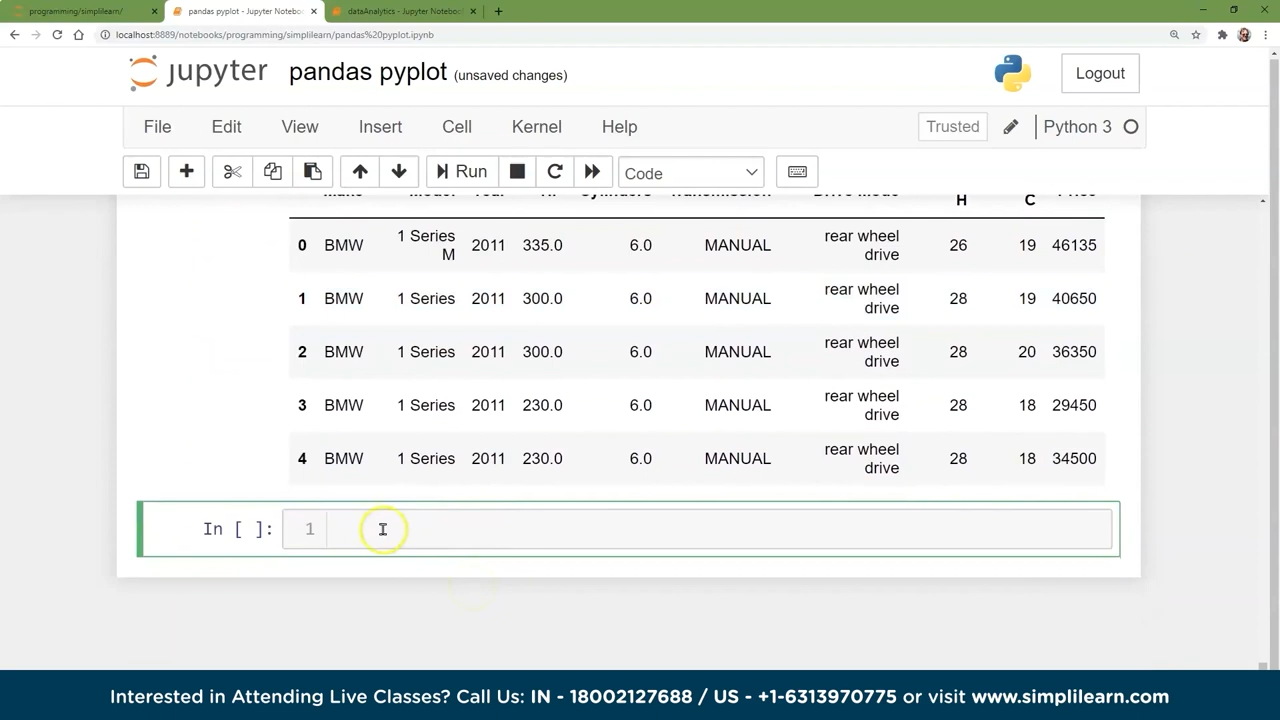 programming/simplilearn/
pandas pyplot - Jupyter Notebo
dataAnalytics - Jupyter Notebook
localhost:8889/notebooks/programming/simplilearn/pandas%20pyplot.ipynb
jupyter pandas pyplot (unsaved changes)
Logout
File Edit View Insert Cell Kernel Help
Trusted Python 3
Run Code
H C
0 BMW 1 Series M 2011 335.0 6.0 MANUAL rear wheel drive 26 19 46135
1 BMW 1 Series 2011 300.0 6.0 MANUAL rear wheel drive 28 19 40650
2 BMW 1 Series 2011 300.0 6.0 MANUAL rear wheel drive 28 20 36350
3 BMW 1 Series 2011 230.0 6.0 MANUAL rear wheel drive 28 18 29450
4 BMW 1 Series 2011 230.0 6.0 MANUAL rear wheel drive 28 18 34500
In [ ]: 1
Interested in Attending Live Classes? Call Us: IN - 18002127688 / US - +1-6313970775 or visit www.simplilearn.com